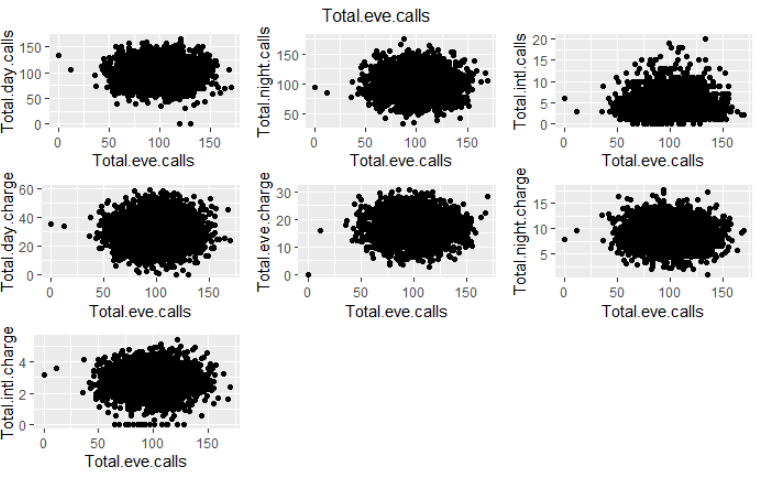 Total.eve.calls
Total.day.calls
150
100
50
0
0 50 100 150
Total.eve.calls
Total.night.calls
150
100
50
0 50 100 150
Total.eve.calls
Total.intl.calls
20
15
10
5
0
0 50 100 150
Total.eve.calls
Total.day.charge
60
40
20
0
0 50 100 150
Total.eve.calls
Total.eve.charge
30
20
10
0
0 50 100 150
Total.eve.calls
Total.night.charge
15
10
5
0 50 100 150
Total.eve.calls
Total.intl.charge
4
2
0
0 50 100 150
Total.eve.calls